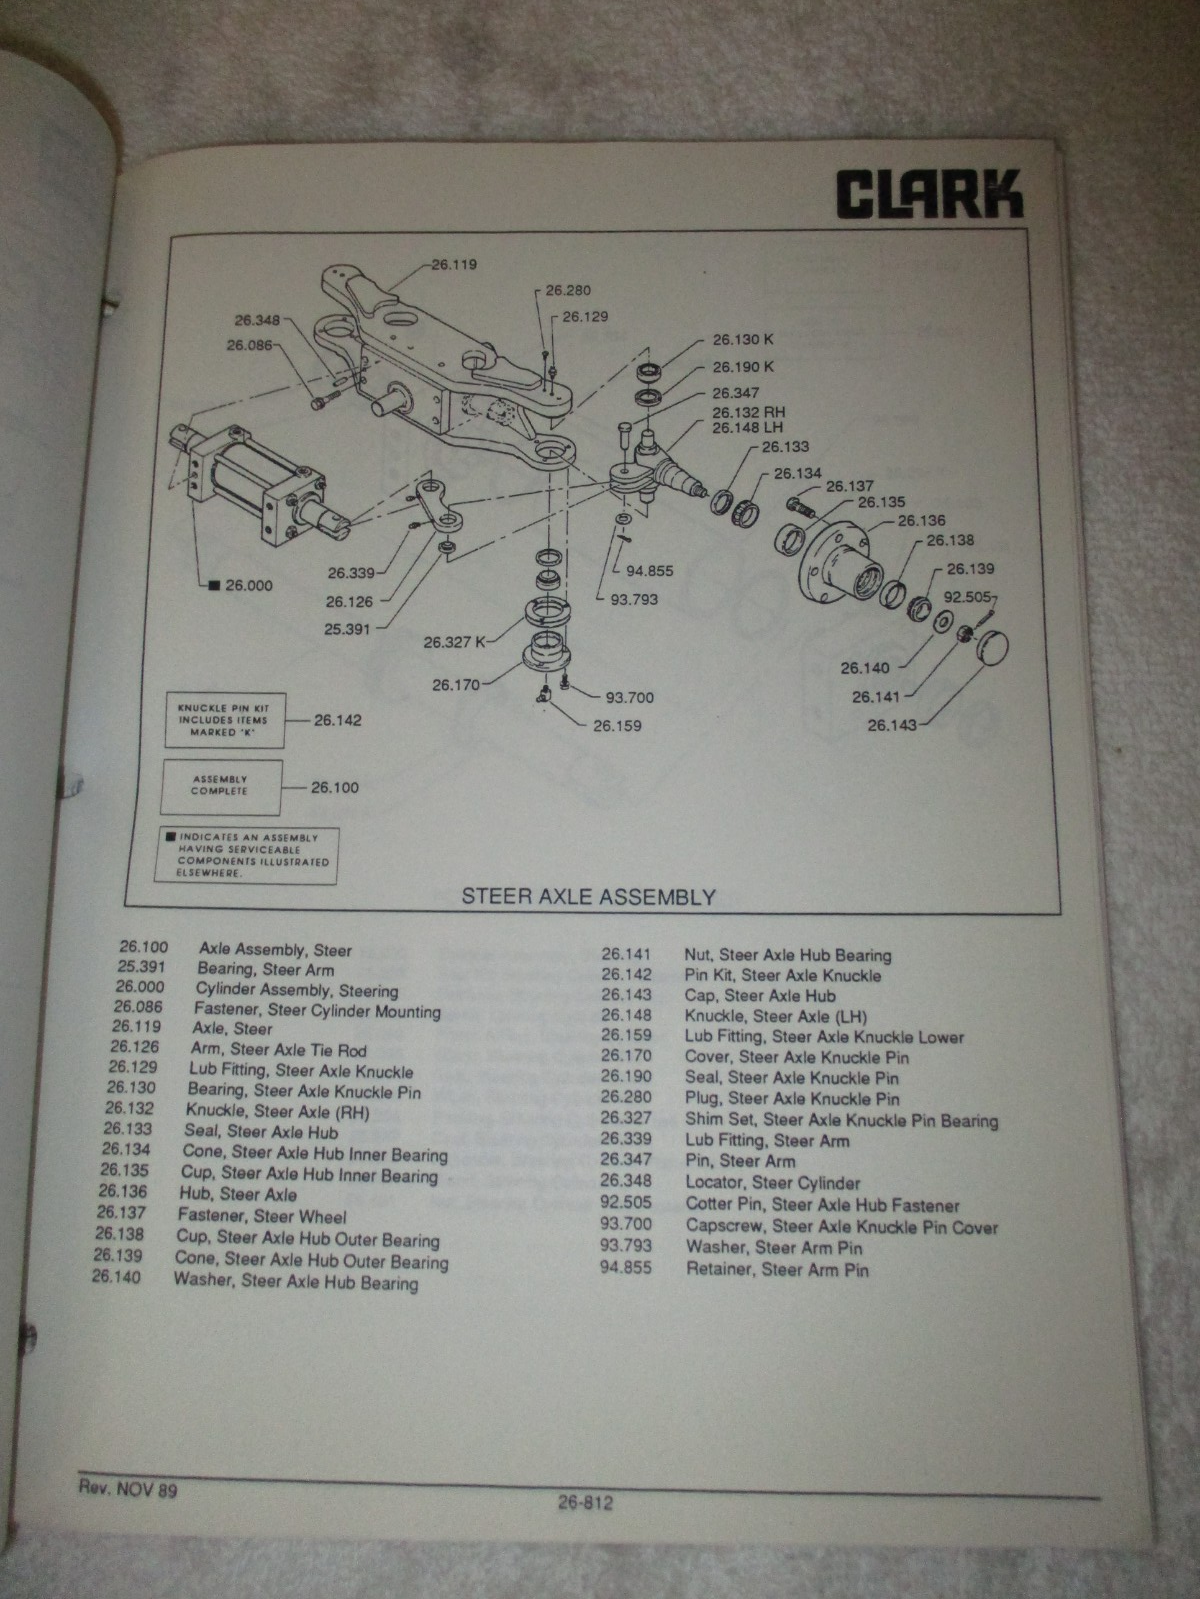 CLARK
26.119
26.280
26.129
26.348
26.086
26.130 K
26.190 K
26.347
26.132 RH
26.148 LH
26.133
26.134
26.137
26.135
26.136
26.138
26.139
92.505
26.000
26.339
26.126
25.391
94.855
93.793
26.327 K
26.170
93.700
26.159
26.140
26.141
26.143
KNUCKLE PIN KIT
INCLUDES ITEMS
MARKED 'K'
26.142
ASSEMBLY
COMPLETE
26.100
■ INDICATES AN ASSEMBLY
HAVING SERVICEABLE
COMPONENTS ILLUSTRATED
ELSEWHERE.
STEER AXLE ASSEMBLY
26.100 Axle Assembly, Steer
25.391 Bearing, Steer Arm
26.000 Cylinder Assembly, Steering
26.086 Fastener, Steer Cylinder Mounting
26.119 Axle, Steer
26.126 Arm, Steer Axle Tie Rod
26.129 Lub Fitting, Steer Axle Knuckle
26.130 Bearing, Steer Axle Knuckle Pin
26.132 Knuckle, Steer Axle (RH)
26.133 Seal, Steer Axle Hub
26.134 Cone, Steer Axle Hub Inner Bearing
26.135 Cup, Steer Axle Hub Inner Bearing
26.136 Hub, Steer Axle
26.137 Fastener, Steer Wheel
26.138 Cup, Steer Axle Hub Outer Bearing
26.139 Cone, Steer Axle Hub Outer Bearing
26.140 Washer, Steer Axle Hub Bearing
26.141 Nut, Steer Axle Hub Bearing
26.142 Pin Kit, Steer Axle Knuckle
26.143 Cap, Steer Axle Hub
26.148 Knuckle, Steer Axle (LH)
26.159 Lub Fitting, Steer Axle Knuckle Lower
26.170 Cover, Steer Axle Knuckle Pin
26.190 Seal, Steer Axle Knuckle Pin
26.280 Plug, Steer Axle Knuckle Pin
26.327 Shim Set, Steer Axle Knuckle Pin Bearing
26.339 Lub Fitting, Steer Arm
26.347 Pin, Steer Arm
26.348 Locator, Steer Cylinder
92.505 Cotter Pin, Steer Axle Hub Fastener
93.700 Capscrew, Steer Axle Knuckle Pin Cover
93.793 Washer, Steer Arm Pin
94.855 Retainer, Steer Arm Pin
Rev. NOV 89
26-812